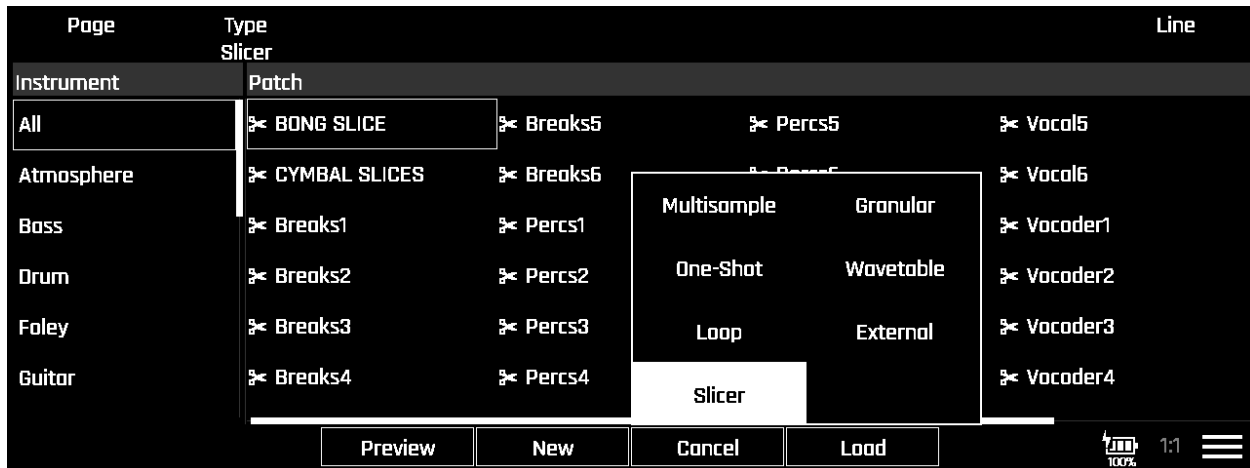 Page Type Line
Slicer
Instrument Patch
All BONG SLICE Breaks5 Percs5 Vocal5
Atmosphere CYMBAL SLICES Breaks6 Vocal6
Multisample Granular
Bass Breaks1 Percs1 Vocoder1
One-Shot Wavetable
Drum Breaks2 Percs2 Vocoder2
Foley Breaks3 Percs3 Loop External Vocoder3
Guitar Breaks4 Percs4 Vocoder4
Slicer
Preview New Cancel Load 1:1
100%